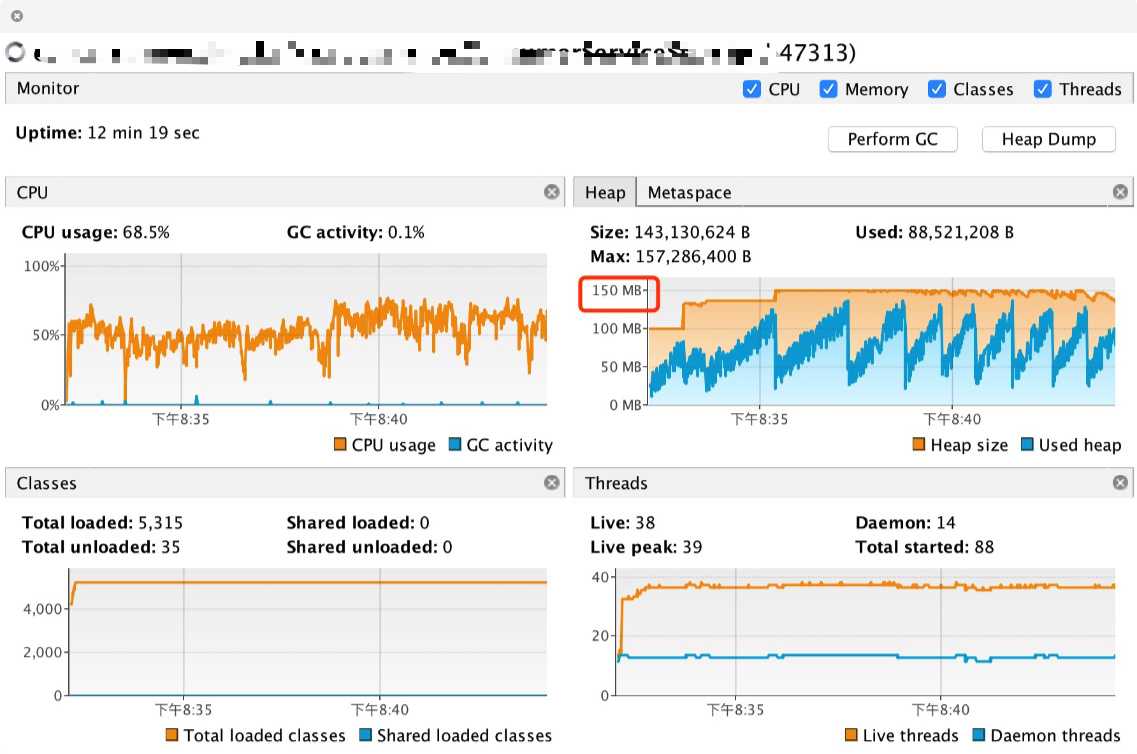 47313)
Monitor
CPU Memory Classes Threads
Uptime: 12 min 19 sec
Perform GC Heap Dump
CPU
CPU usage: 68.5% GC activity: 0.1%
100%
50%
0%
下午8:35 下午8:40
CPU usage GC activity
Heap Metaspace
Size: 143,130,624 B Used: 88,521,208 B
Max: 157,286,400 B
150 MB
100 MB
50 MB
0 MB
下午8:35 下午8:40
Heap size Used heap
Classes
Total loaded: 5,315 Shared loaded: 0
Total unloaded: 35 Shared unloaded: 0
4,000
2,000
0
下午8:35 下午8:40
Total loaded classes Shared loaded classes
Threads
Live: 38 Daemon: 14
Live peak: 39 Total started: 88
40
20
0
下午8:35 下午8:40
Live threads Daemon threads